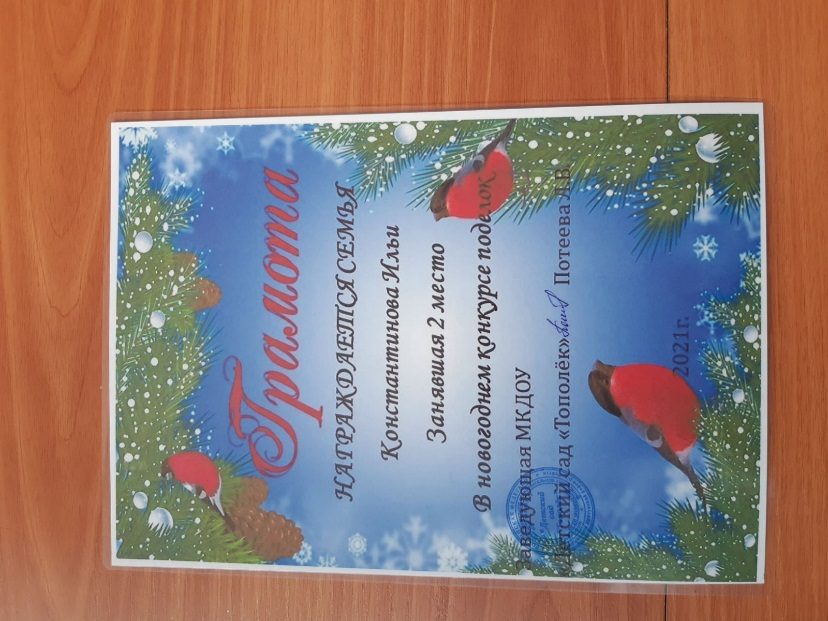 Грамота
НАГРАЖДАЕТСЯ СЕМЬЯ
Константинова Ильи
Занявшая 2 место
В новогоднем конкурсе поделок
Заведующая МКДОУ
«Детский сад «Тополёк» Потеева Л.В.
2021г.